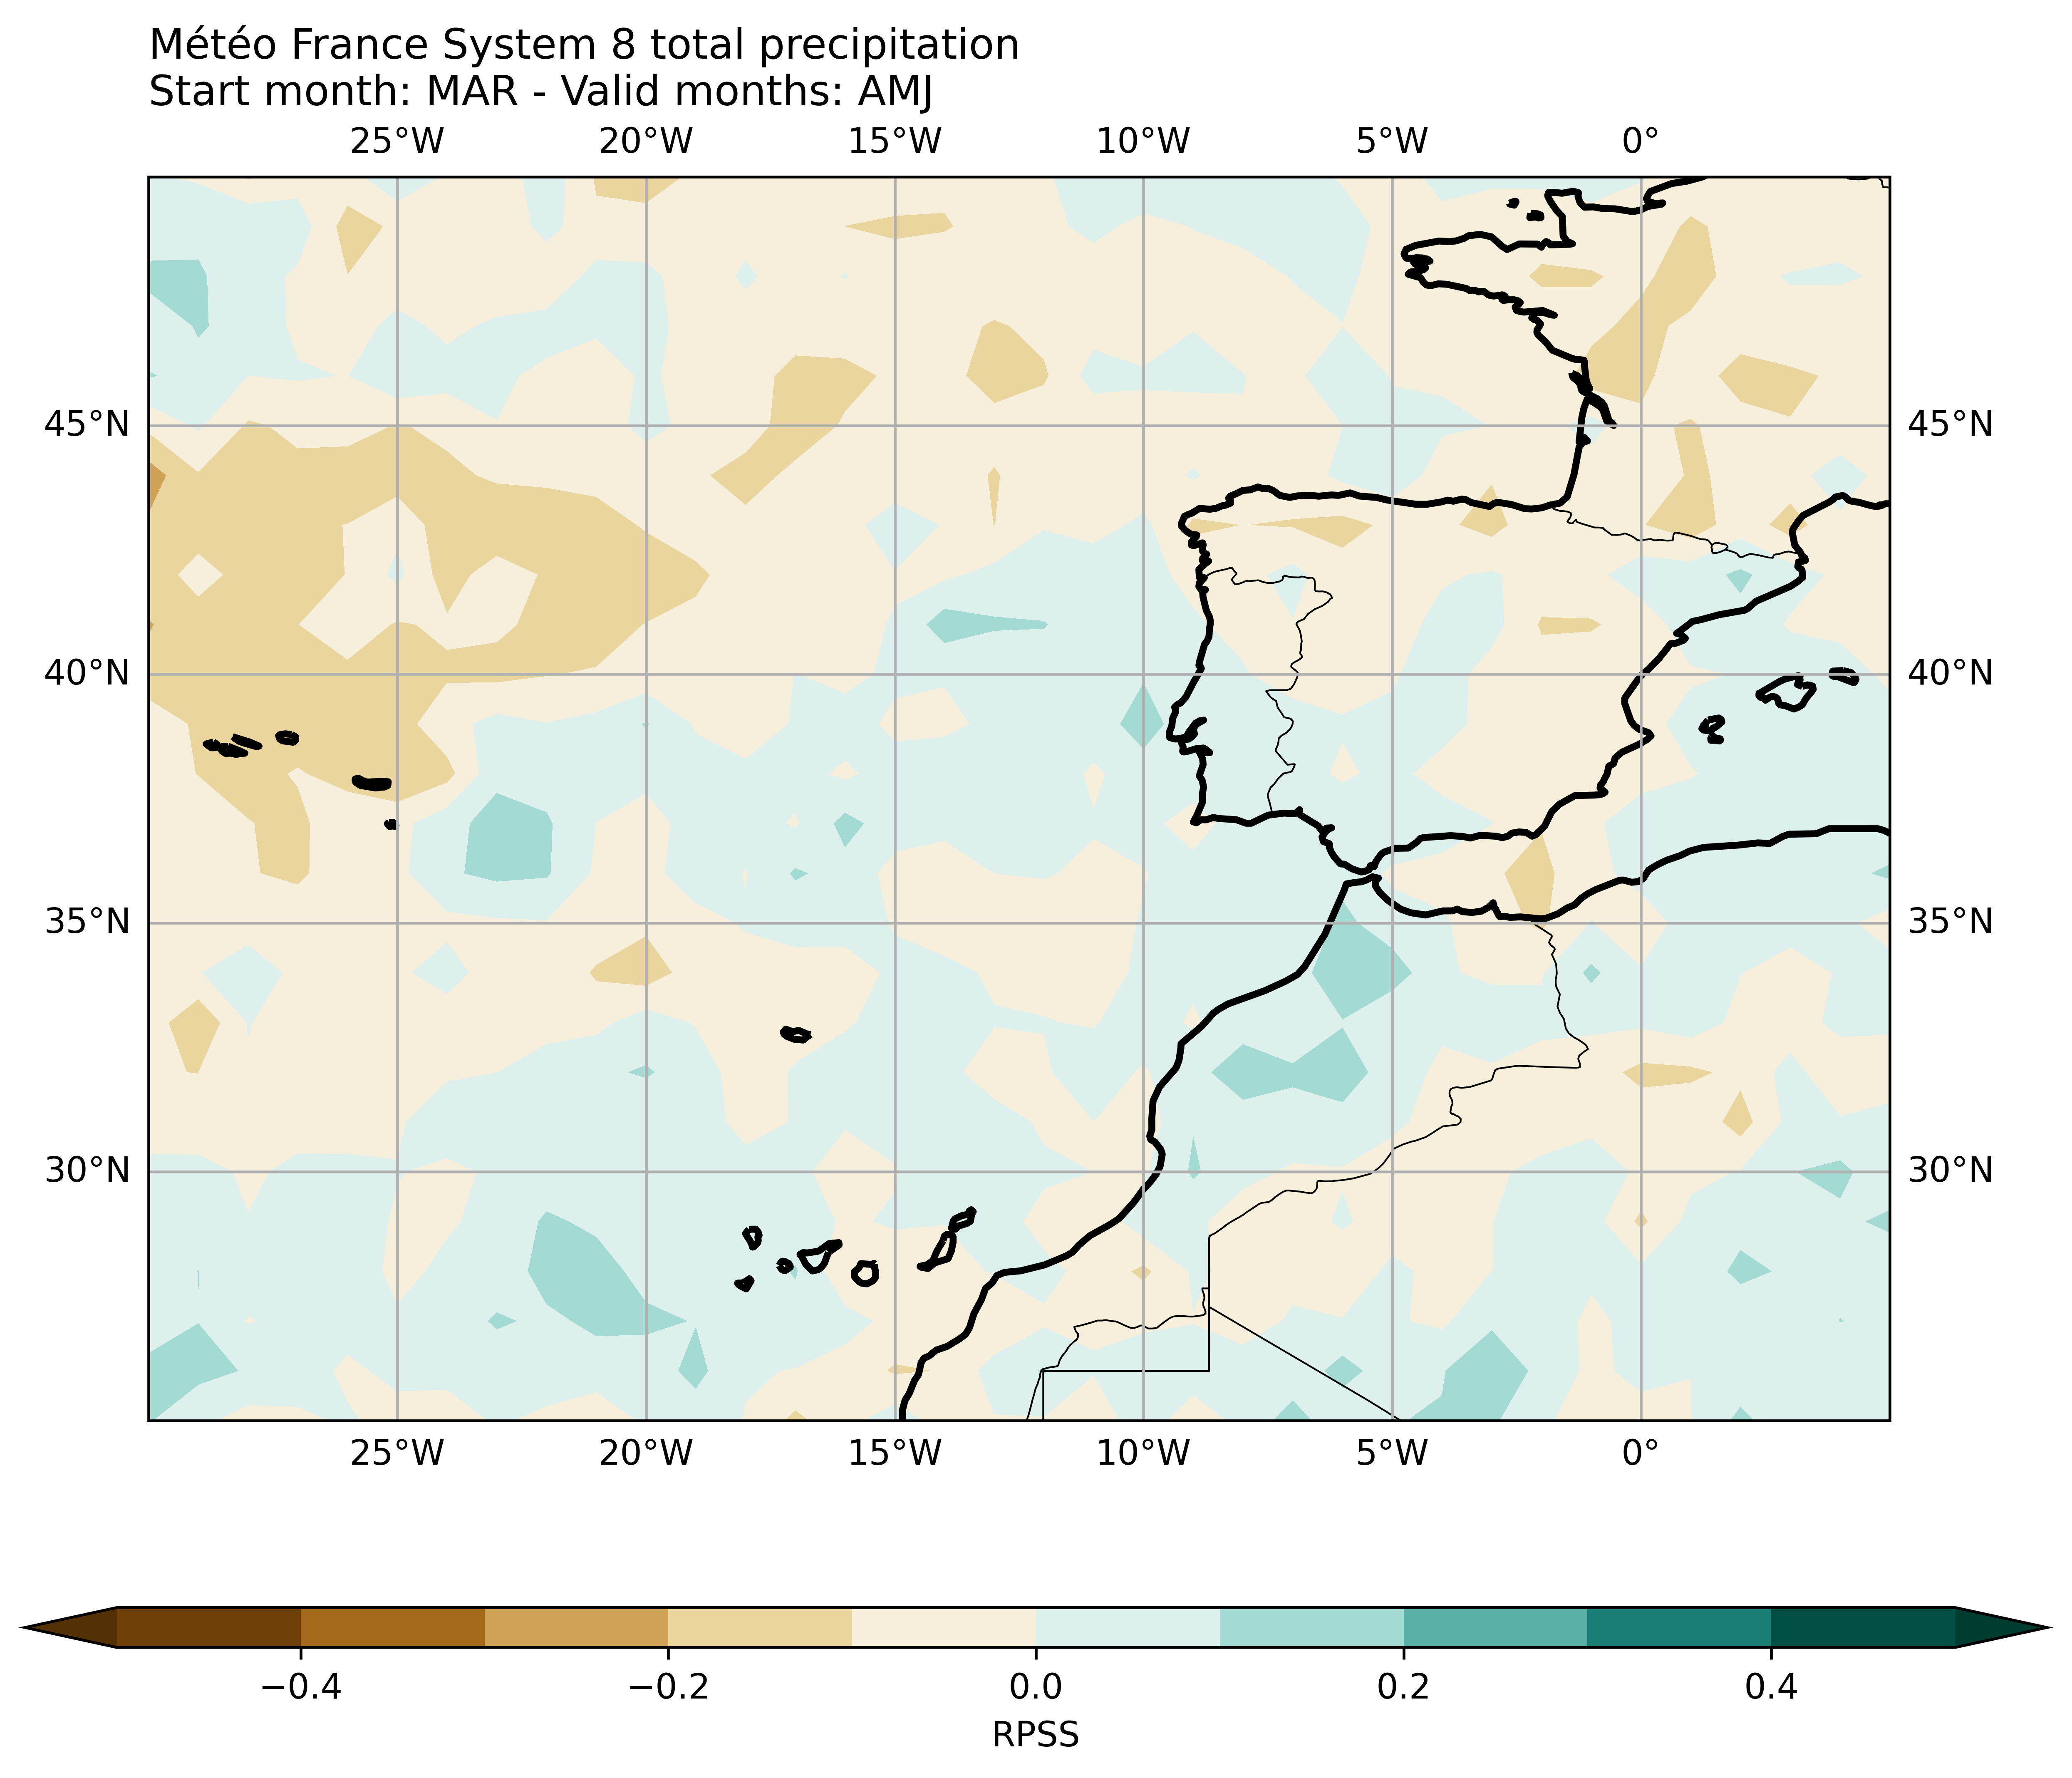 Météo France System 8 total precipitation
Start month: MAR - Valid months: AMJ
25°W 20°W 15°W 10°W 5°W 0°
45°N 45°N
40°N 40°N
35°N 35°N
30°N 30°N
25°W 20°W 15°W 10°W 5°W 0°
−0.4 −0.2 0.0 0.2 0.4
RPSS